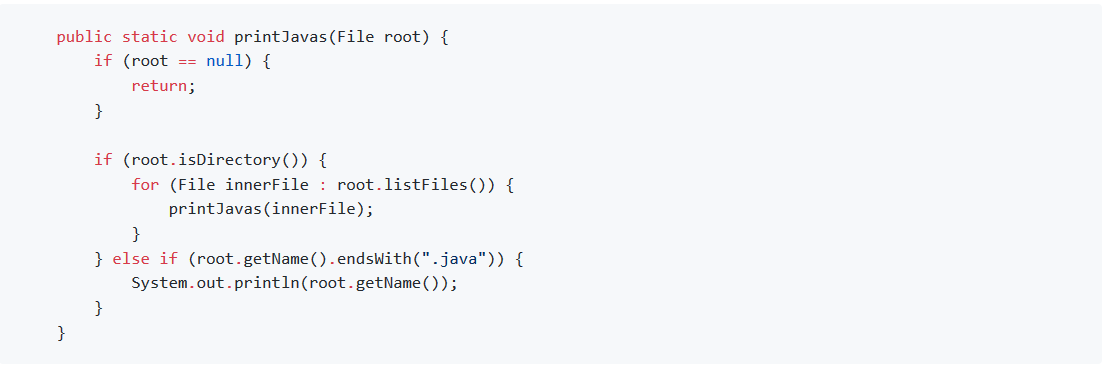 public static void printJavas(File root) {
    if (root == null) {
        return;
    }

    if (root.isDirectory()) {
        for (File innerFile : root.listFiles()) {
            printJavas(innerFile);
        }
    } else if (root.getName().endsWith(".java")) {
        System.out.println(root.getName());
    }
}